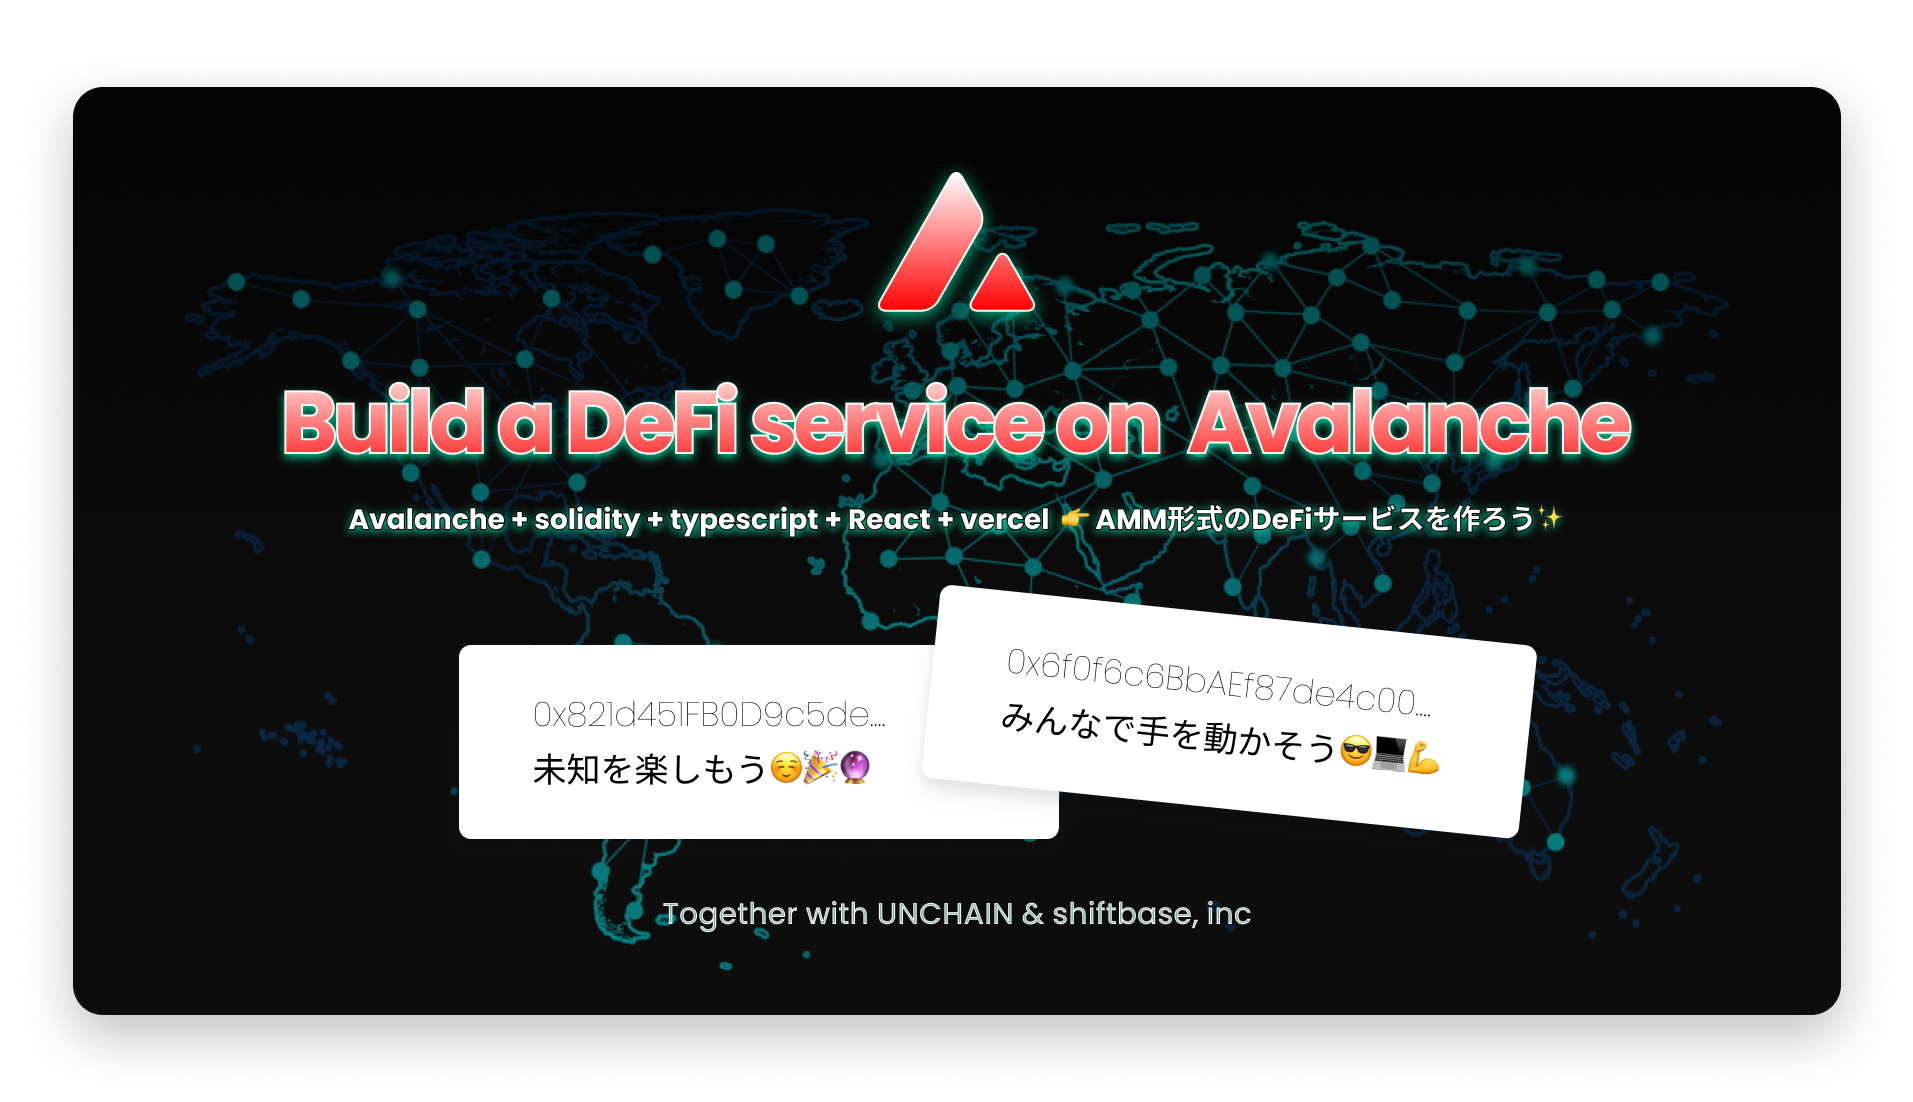 Build a DeFi service on Avalanche
Avalanche + solidity + typescript + React + vercel 👉 AMM形式のDeFiサービスを作ろう✨
0x821d451FB0D9c5de....
未知を楽しもう☺️🎉🔮
0x6f0f6c6BbAEf87de4c00....
みんなで手を動かそう😎💻💪
Together with UNCHAIN & shiftbase, inc